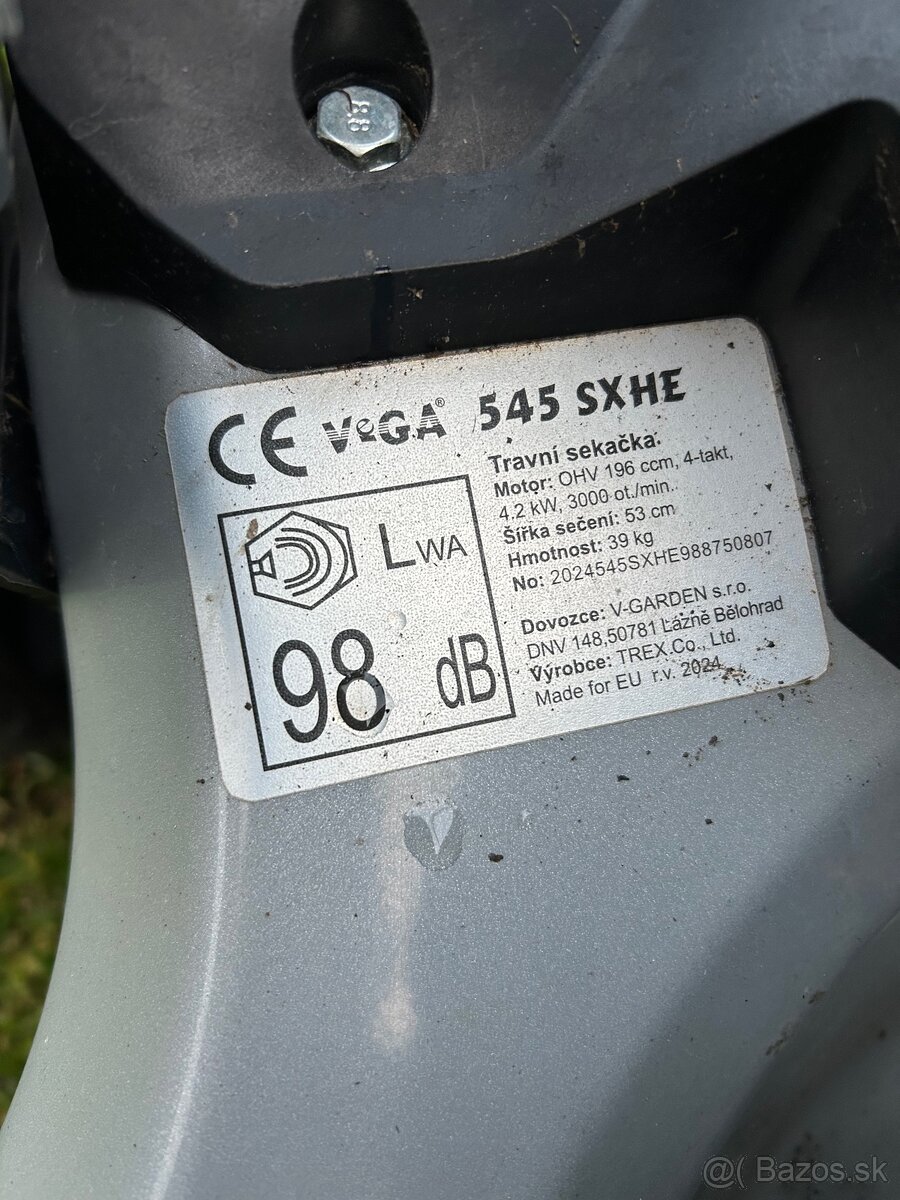 8.8
CE VeGA® 545 SXHE
Travní sekačka:
Motor: OHV 196 ccm, 4-takt,
4.2 kW, 3000 ot./min.
Šířka sečení: 53 cm
Hmotnost: 39 kg
No: 2024545SXHE988750807
LWA
98 dB
Dovozce: V-GARDEN s.r.o.
DNV 148,50781 Lázně Bělohrad
Výrobce: TREX Co., Ltd.
Made for EU r.v. 2024
@( Bazos.sk